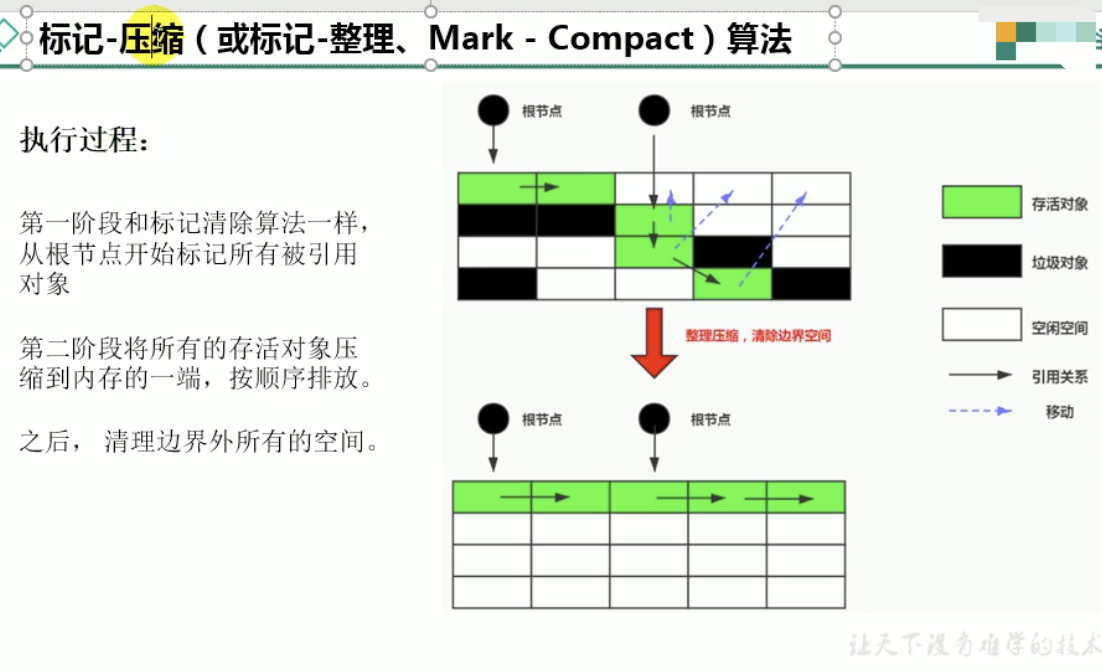 标记-压缩（或标记-整理、Mark - Compact）算法
执行过程：
第一阶段和标记清除算法一样，
从根节点开始标记所有被引用
对象
第二阶段将所有的存活对象压
缩到内存的一端，按顺序排放。
之后， 清理边界外所有的空间。
根节点
根节点
存活对象
垃圾对象
空闲空间
引用关系
移动
整理压缩，清除边界空间
根节点
根节点
让天下没有难学的技术